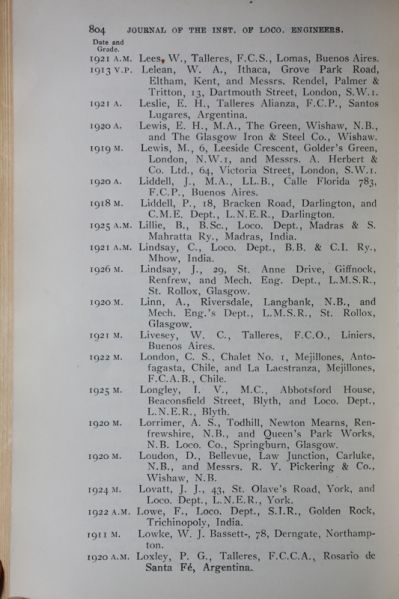 804 JOURNAL OF THE INST. OF LOCO. ENGINEERS.
Date and
Grade.
1921 A.M. Lees, W., Talleres, F.C.S., Lomas, Buenos Aires.
1913 V.P. Lelean, W. A., Ithaca, Grove Park Road,
Eltham, Kent, and Messrs. Rendel, Palmer &
Tritton, 13, Dartmouth Street, London, S.W.1.
1921 A. Leslie, E. H., Talleres Alianza, F.C.P., Santos
Lugares, Argentina.
1920 A. Lewis, E. H., M.A., The Green, Wishaw, N.B.,
and The Glasgow Iron & Steel Co., Wishaw.
1919 M. Lewis, M., 6, Leeside Crescent, Golder's Green,
London, N.W.1, and Messrs. A. Herbert &
Co. Ltd., 64, Victoria Street, London, S.W.1.
1920 A. Liddell, J., M.A., LL.B., Calle Florida 783,
F.C.P., Buenos Aires.
1918 M. Liddell, P., 18, Bracken Road, Darlington, and
C.M.E. Dept., L.N.E.R., Darlington.
1925 A.M. Lillie, B., B.Sc., Loco. Dept., Madras & S.
Mahratta Ry., Madras, India.
1921 A.M. Lindsay, C., Loco. Dept., B.B. & C.I. Ry.,
Mhow, India.
1926 M. Lindsay, J., 29, St. Anne Drive, Giffnock,
Renfrew, and Mech. Eng. Dept., L.M.S.R.,
St. Rollox, Glasgow.
1920 M. Linn, A., Riversdale, Langbank, N.B., and
Mech. Eng.'s Dept., L.M.S.R., St. Rollox,
Glasgow.
1921 M. Livesey, W. C., Talleres, F.C.O., Liniers,
Buenos Aires.
1922 M. London, C. S., Chalet No. 1, Mejillones, Anto-
fagasta, Chile, and La Laestranza, Mejillones,
F.C.A.B., Chile.
1925 M. Longley, I. V., M.C., Abbotsford House,
Beaconsfield Street, Blyth, and Loco. Dept.,
L.N.E.R., Blyth.
1920 M. Lorrimer, A. S., Todhill, Newton Mearns, Ren-
frewshire, N.B., and Queen's Park Works,
N.B. Loco. Co., Springburn, Glasgow.
1920 M. Loudon, D., Bellevue, Law Junction, Carluke,
N.B., and Messrs. R. Y. Pickering & Co.,
Wishaw, N.B.
1924 M. Lovatt, J. J., 43, St. Olave's Road, York, and
Loco. Dept., L.N.E.R., York.
1922 A.M. Lowe, F., Loco. Dept., S.I.R., Golden Rock,
Trichinopoly, India.
1911 M. Lowke, W. J. Bassett-, 78, Derngate, Northamp-
ton.
1920 A.M. Loxley, P. G., Talleres, F.C.C.A., Rosario de
Santa Fé, Argentina.